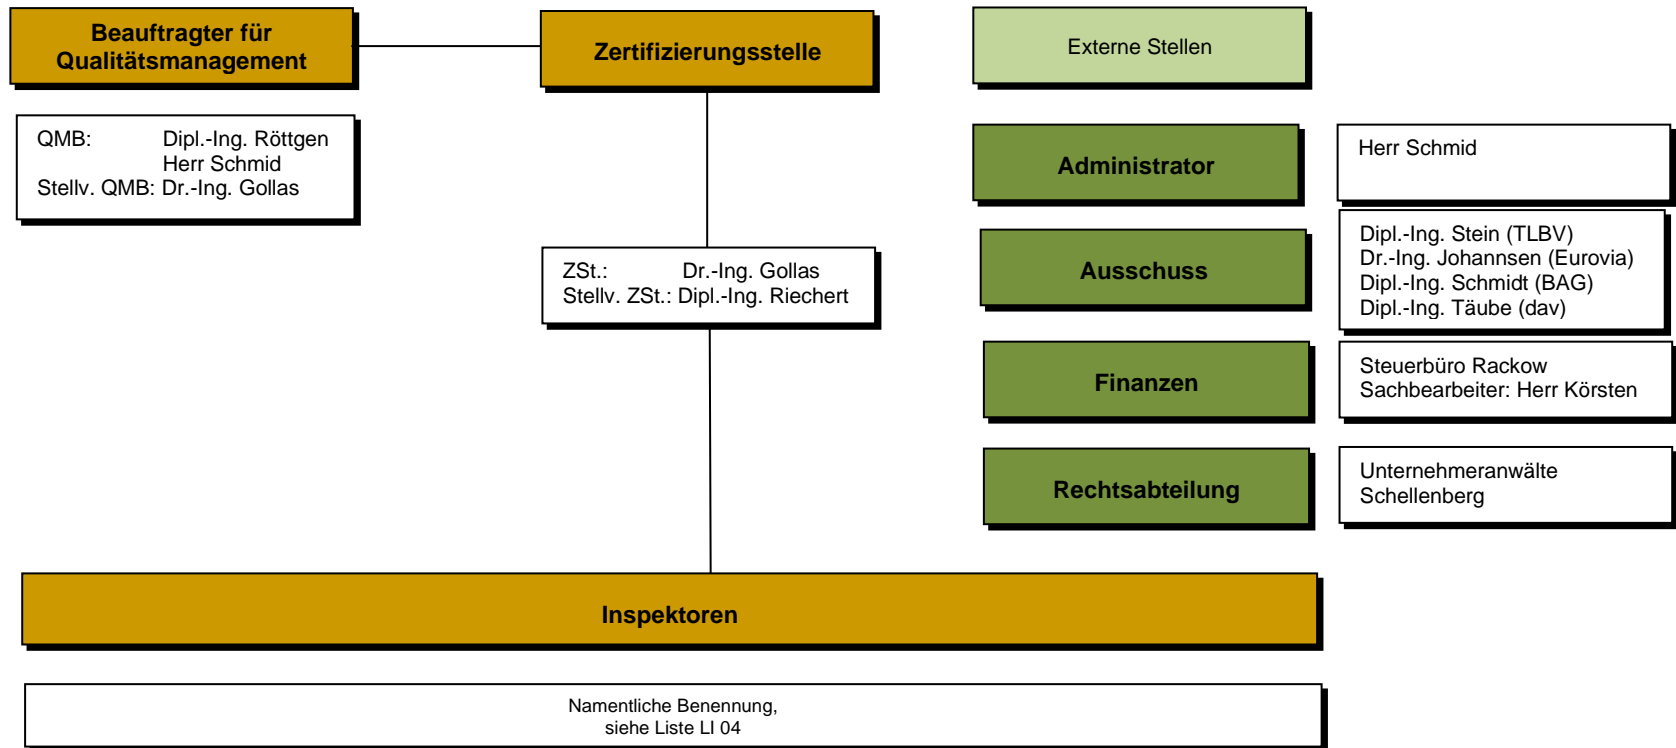 Beauftragter für
Qualitätsmanagement
Zertifizierungsstelle
Externe Stellen
QMB: Dipl.-Ing. Röttgen
Herr Schmid
Stellv. QMB: Dr.-Ing. Gollas
Administrator
Herr Schmid
ZSt.: Dr.-Ing. Gollas
Stellv. ZSt.: Dipl.-Ing. Riechert
Ausschuss
Dipl.-Ing. Stein (TLBV)
Dr.-Ing. Johannsen (Eurovia)
Dipl.-Ing. Schmidt (BAG)
Dipl.-Ing. Täube (dav)
Finanzen
Steuerbüro Rackow
Sachbearbeiter: Herr Körsten
Rechtsabteilung
Unternehmeranwälte
Schellenberg
Inspektoren
Namentliche Benennung,
siehe Liste LI 04